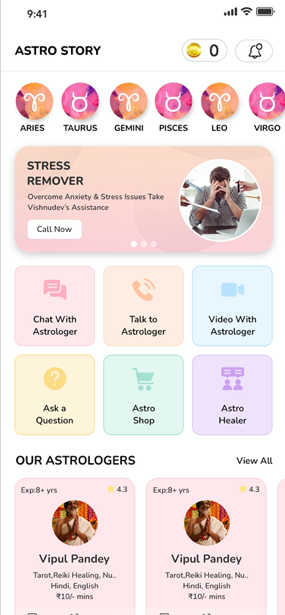 9:41
ASTRO STORY
0
ARIES TAURUS GEMINI PISCES LEO VIRGO
STRESS
REMOVER
Overcome Anxiety & Stress Issues Take
Vishnudev's Assistance
Call Now
Chat With
Astrologer
Talk to
Astrologer
Video With
Astrologer
Ask a
Question
Astro
Shop
Astro
Healer
OUR ASTROLOGERS View All
Exp:8+ yrs 4.3
Vipul Pandey
Tarot,Reiki Healing, Nu..
Hindi, English
₹10/- mins
Exp:8+ yrs 4.3
Vipul Pandey
Tarot,Reiki Healing, Nu..
Hindi, English
₹10/- mins